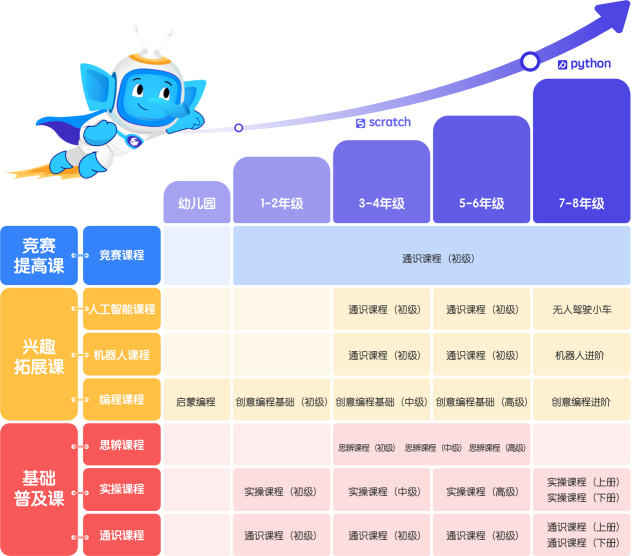 python
scratch
幼儿园
1-2年级
3-4年级
5-6年级
7-8年级
竞赛
提高课
竞赛课程
通识课程（初级）
兴趣
拓展课
人工智能课程
通识课程（初级）
通识课程（初级）
无人驾驶小车
机器人课程
通识课程（初级）
通识课程（初级）
机器人进阶
编程课程
启蒙编程
创意编程基础（初级）
创意编程基础（中级）
创意编程基础（高级）
创意编程进阶
基础
普及课
思辨课程
思辨课程（初级）
思辨课程（中级）
思辨课程（高级）
实操课程
实操课程（初级）
实操课程（中级）
实操课程（高级）
实操课程（上册）
实操课程（下册）
通识课程
通识课程（初级）
通识课程（初级）
通识课程（初级）
通识课程（上册）
通识课程（下册）